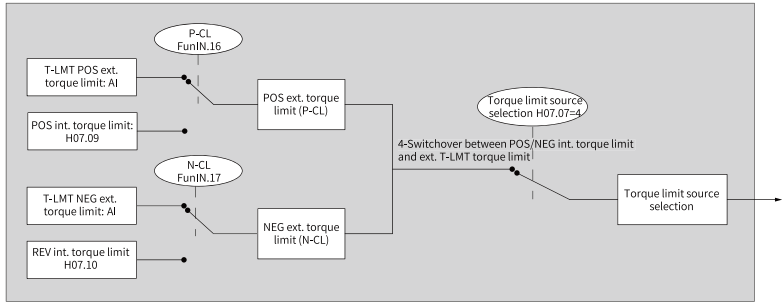 P-CL
FunIN.16
T-LMT POS ext.
torque limit: AI
POS int. torque limit:
H07.09
POS ext. torque
limit (P-CL)
N-CL
FunIN.17
T-LMT NEG ext.
torque limit: AI
REV int. torque limit
H07.10
NEG ext. torque
limit (N-CL)
Torque limit source
selection H07.07=4
4-Switchover between POS/NEG int. torque limit
and ext. T-LMT torque limit
Torque limit source
selection